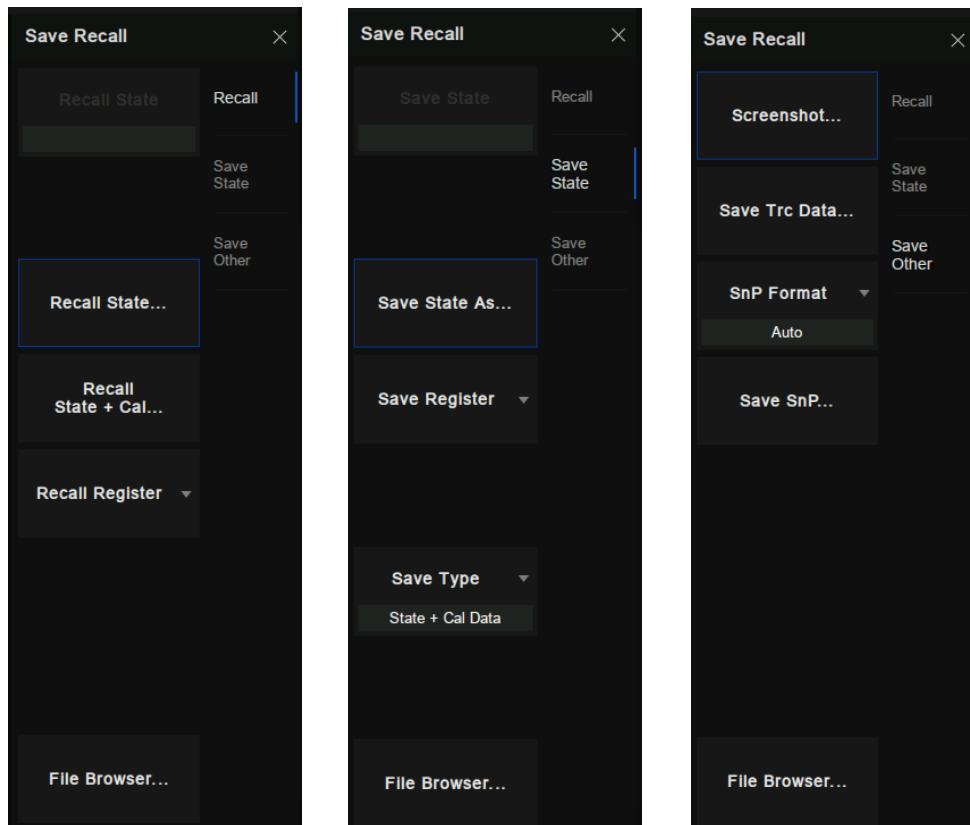 Save Recall
Recall State
Recall
Save
State
Save
Other
Recall State...
Recall
State + Cal...
Recall Register
File Browser...
Save Recall
Save State
Recall
Save
State
Save
Other
Save State As...
Save Register
Save Type
State + Cal Data
File Browser...
Save Recall
Screenshot...
Recall
Save
State
Save Trc Data...
Save
Other
SnP Format
Auto
Save SnP...
File Browser...